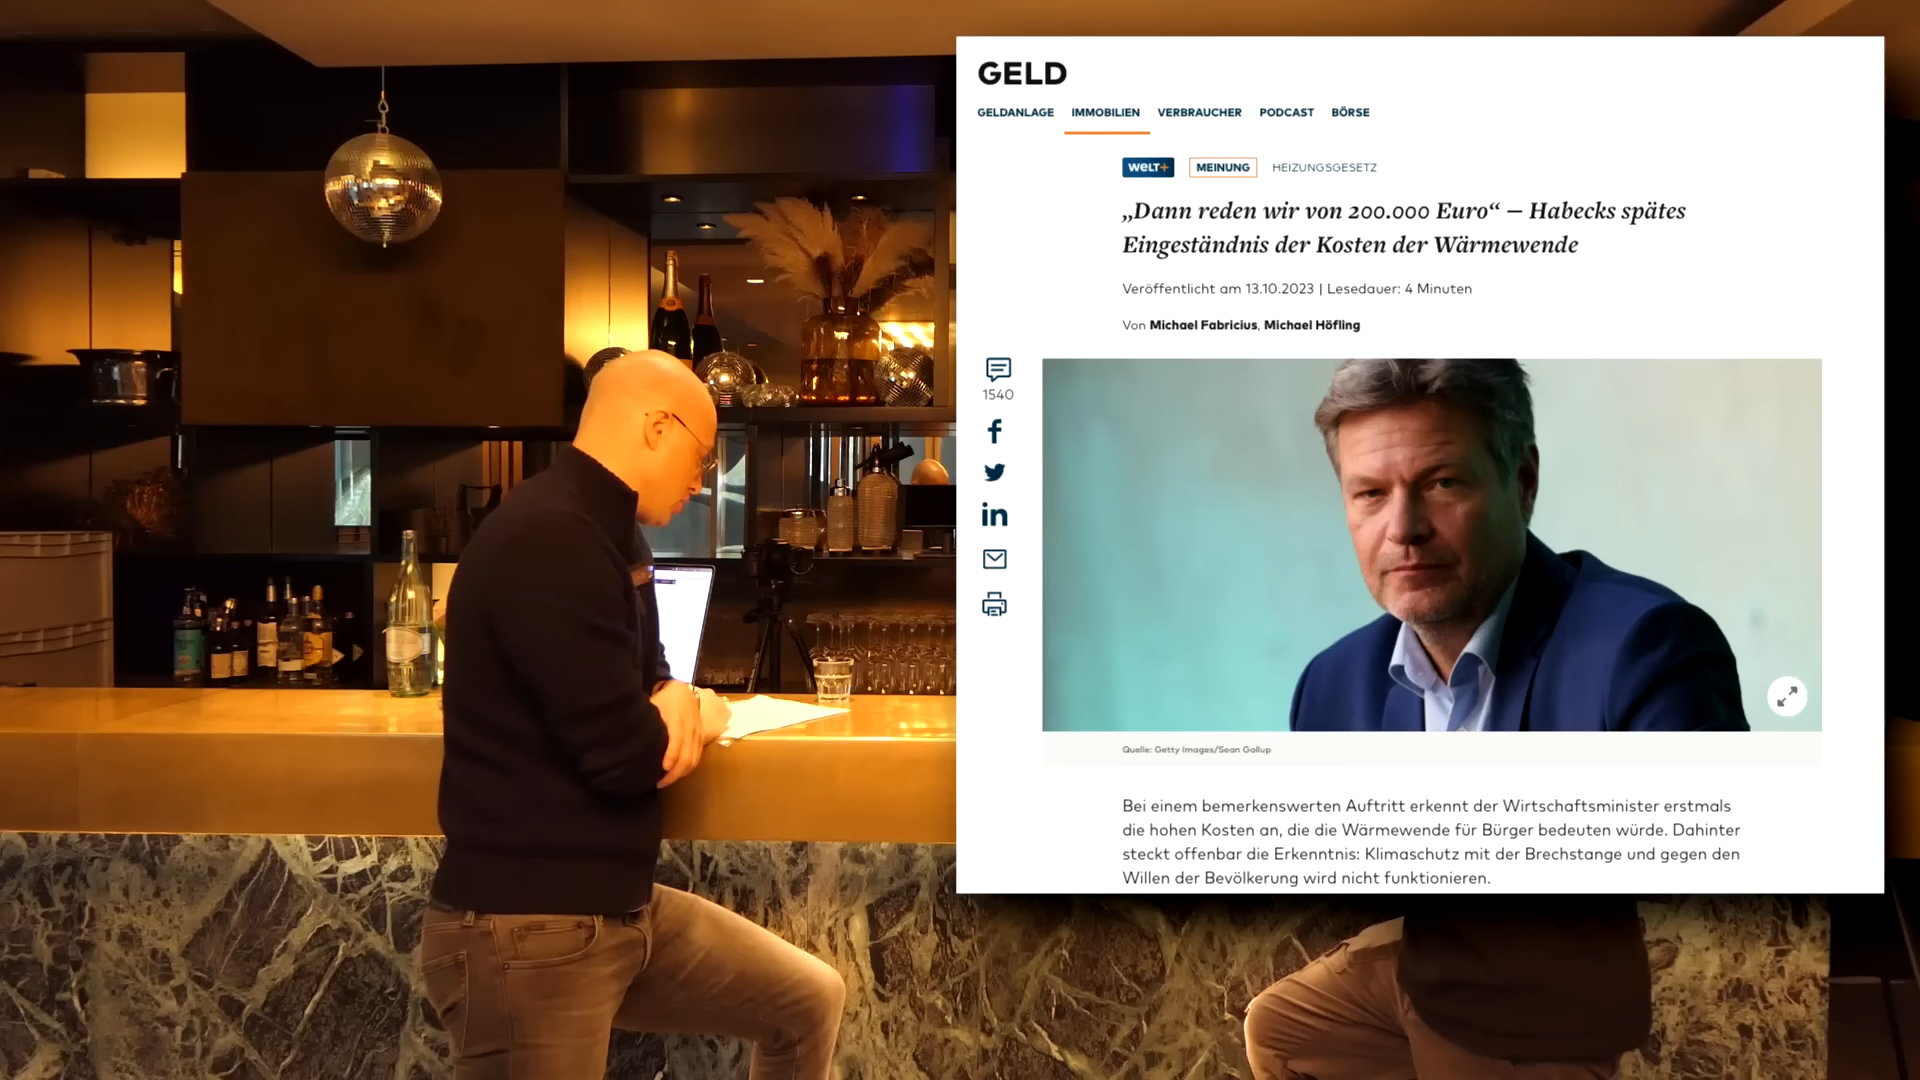 GELD
GELDANLAGE IMMOBILIEN VERBRAUCHER PODCAST BÖRSE
WELT+ MEINUNG HEIZUNGSGESETZ
„Dann reden wir von 200.000 Euro“ – Habecks spätes
Eingeständnis der Kosten der Wärmewende
Veröffentlicht am 13.10.2023 | Lesedauer: 4 Minuten
Von Michael Fabricius, Michael Höfling
1540
Quelle: Getty Images/Sean Gallup
Bei einem bemerkenswerten Auftritt erkennt der Wirtschaftsminister erstmals
die hohen Kosten an, die die Wärmewende für Bürger bedeuten würde. Dahinter
steckt offenbar die Erkenntnis: Klimaschutz mit der Brechstange und gegen den
Willen der Bevölkerung wird nicht funktionieren.